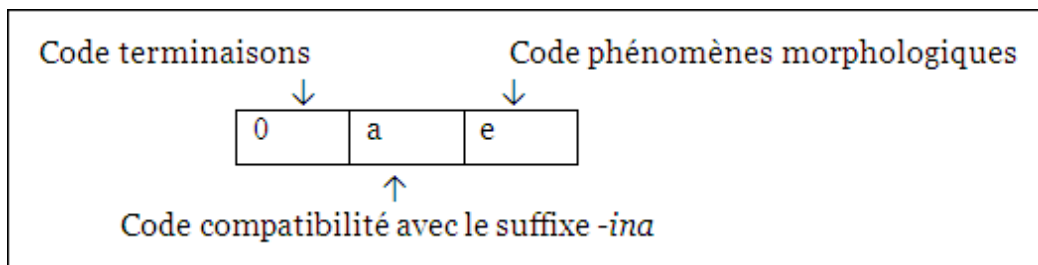 Code terminaisons Code phénomènes morphologiques
↓ ↓
0 a e
↑
Code compatibilité avec le suffixe -ina